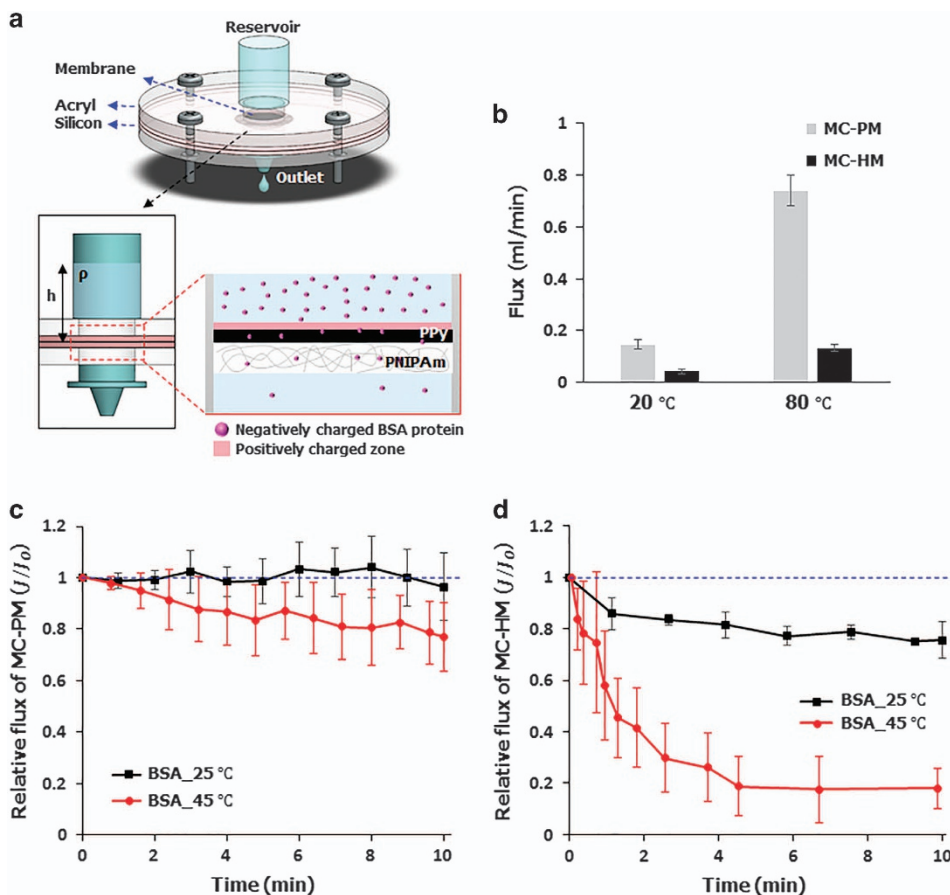 a
Reservoir
Membrane
Acryl
Silicon
Outlet
ρ
h
PPy
PNIPAm
Negatively charged BSA protein
Positively charged zone
b
Flux (ml/min)
1
0.8
0.6
0.4
0.2
0
MC-PM
MC-HM
20 °C
80 °C
c
Relative flux of MC-PM (J/J₀)
1.2
1
0.8
0.6
0.4
0.2
0
BSA_25 °C
BSA_45 °C
0 2 4 6 8 10
Time (min)
d
Relative flux of MC-HM (J/J₀)
1.2
1
0.8
0.6
0.4
0.2
0
BSA_25 °C
BSA_45 °C
0 2 4 6 8 10
Time (min)